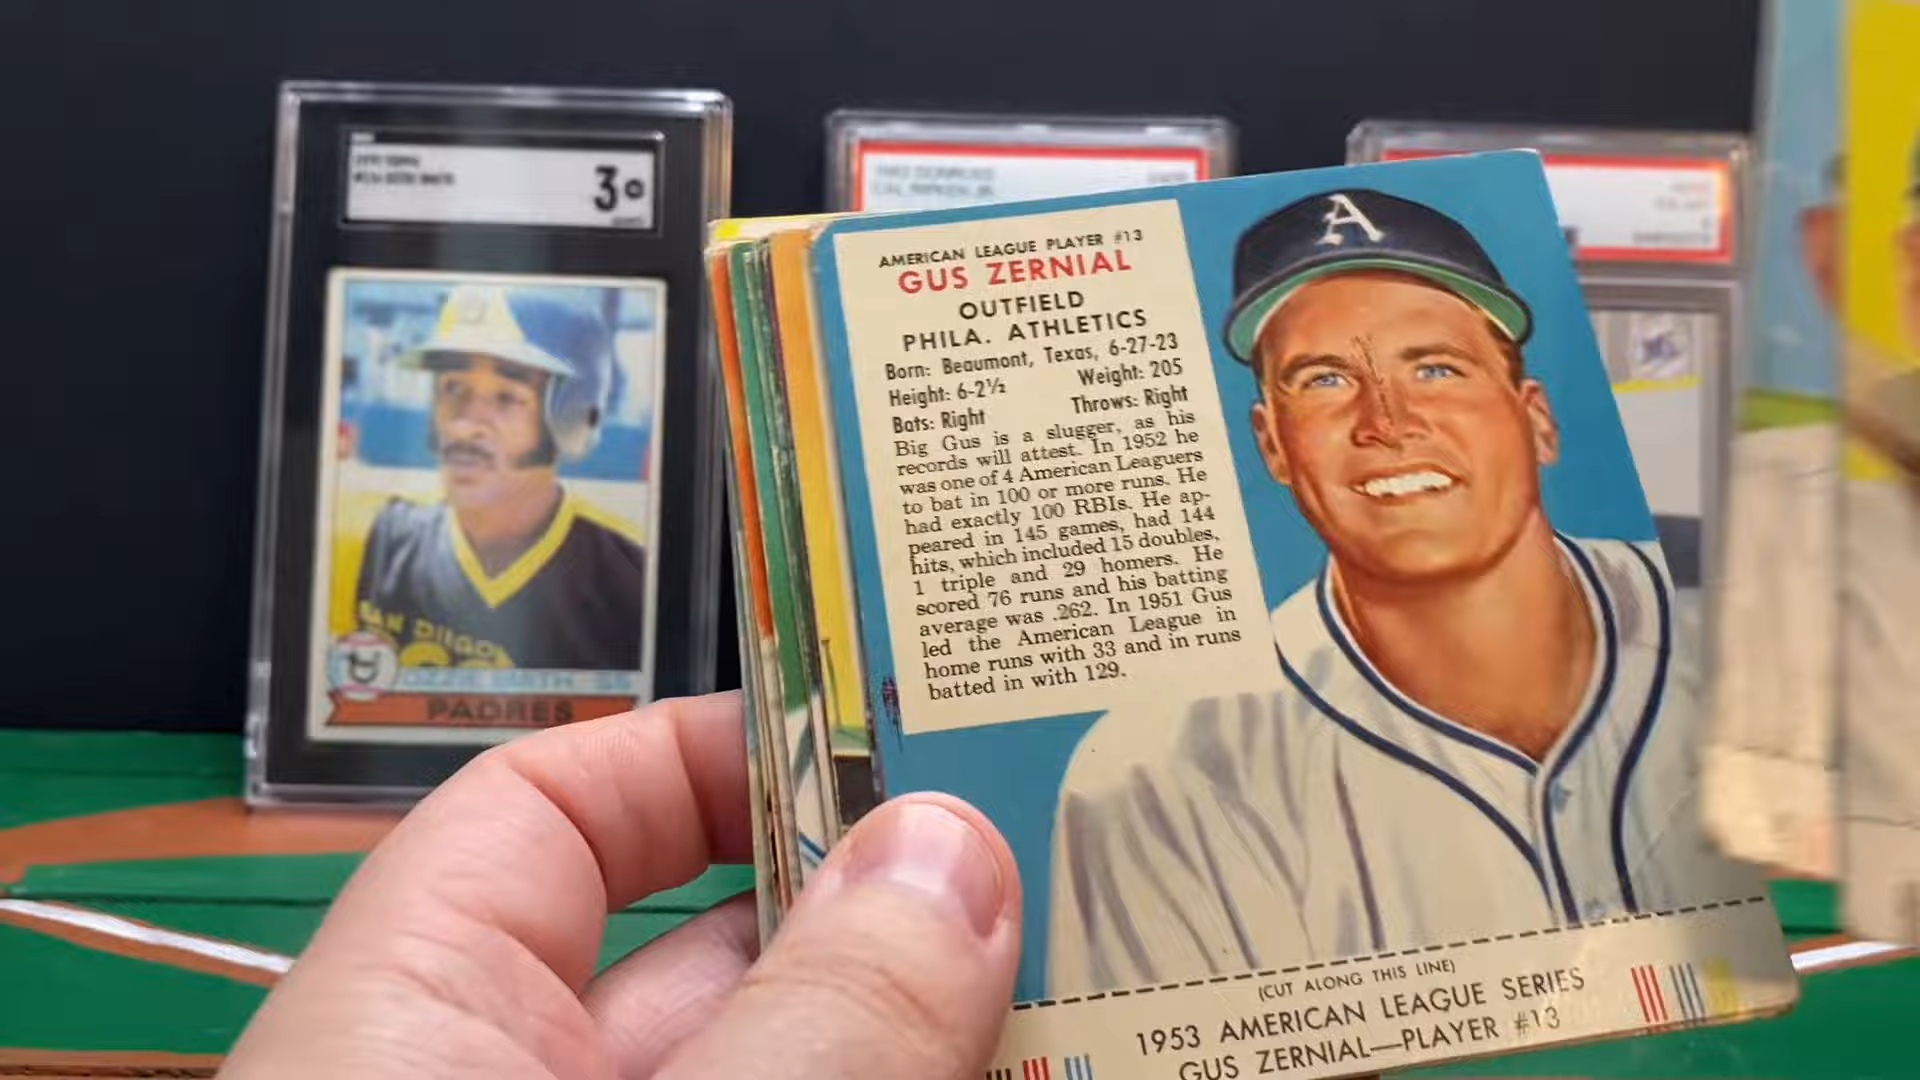 3
SAN DIEGO
OZZIE SMITH SS
PADRES
A
AMERICAN LEAGUE PLAYER #13
GUS ZERNIAL
OUTFIELD
PHILA. ATHLETICS
Born: Beaumont, Texas, 6-27-23
Height: 6-2½ Weight: 205
Bats: Right Throws: Right
Big Gus is a slugger, as his
records will attest. In 1952 he
was one of 4 American Leaguers
to bat in 100 or more runs. He
had exactly 100 RBIs. He ap-
peared in 145 games, had 144
hits, which included 15 doubles,
1 triple and 29 homers. He
scored 76 runs and his batting
average was .262. In 1951 Gus
led the American League in
home runs with 33 and in runs
batted in with 129.
(CUT ALONG THIS LINE)
1953 AMERICAN LEAGUE SERIES
GUS ZERNIAL—PLAYER #13